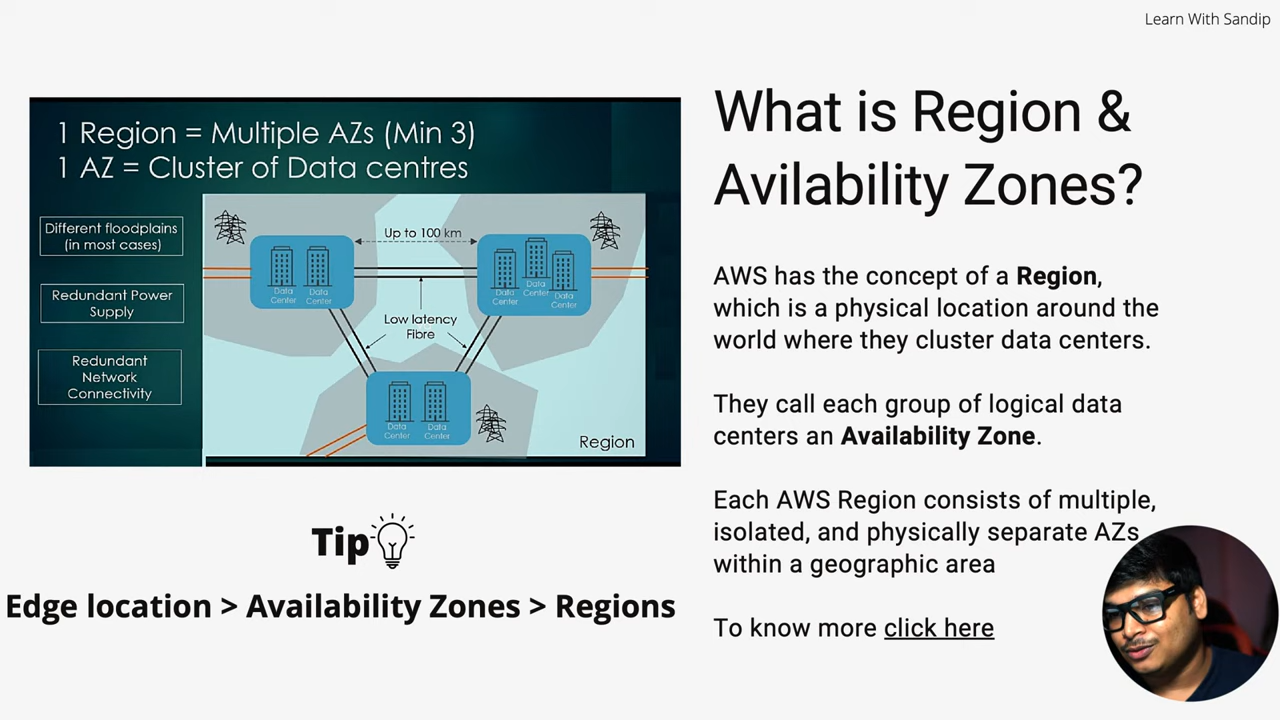 Learn With Sandip
1 Region = Multiple AZs (Min 3)
1 AZ = Cluster of Data centres
Different floodplains
(in most cases)
Redundant Power
Supply
Redundant
Network
Connectivity
Up to 100 km
Data
Center
Data
Center
Data
Center
Data
Center
Data
Center
Low latency
Fibre
Data
Center
Data
Center
Region
Tip
Edge location > Availability Zones > Regions
What is Region &
Avilability Zones?
AWS has the concept of a Region,
which is a physical location around the
world where they cluster data centers.
They call each group of logical data
centers an Availability Zone.
Each AWS Region consists of multiple,
isolated, and physically separate AZs
within a geographic area
To know more click here